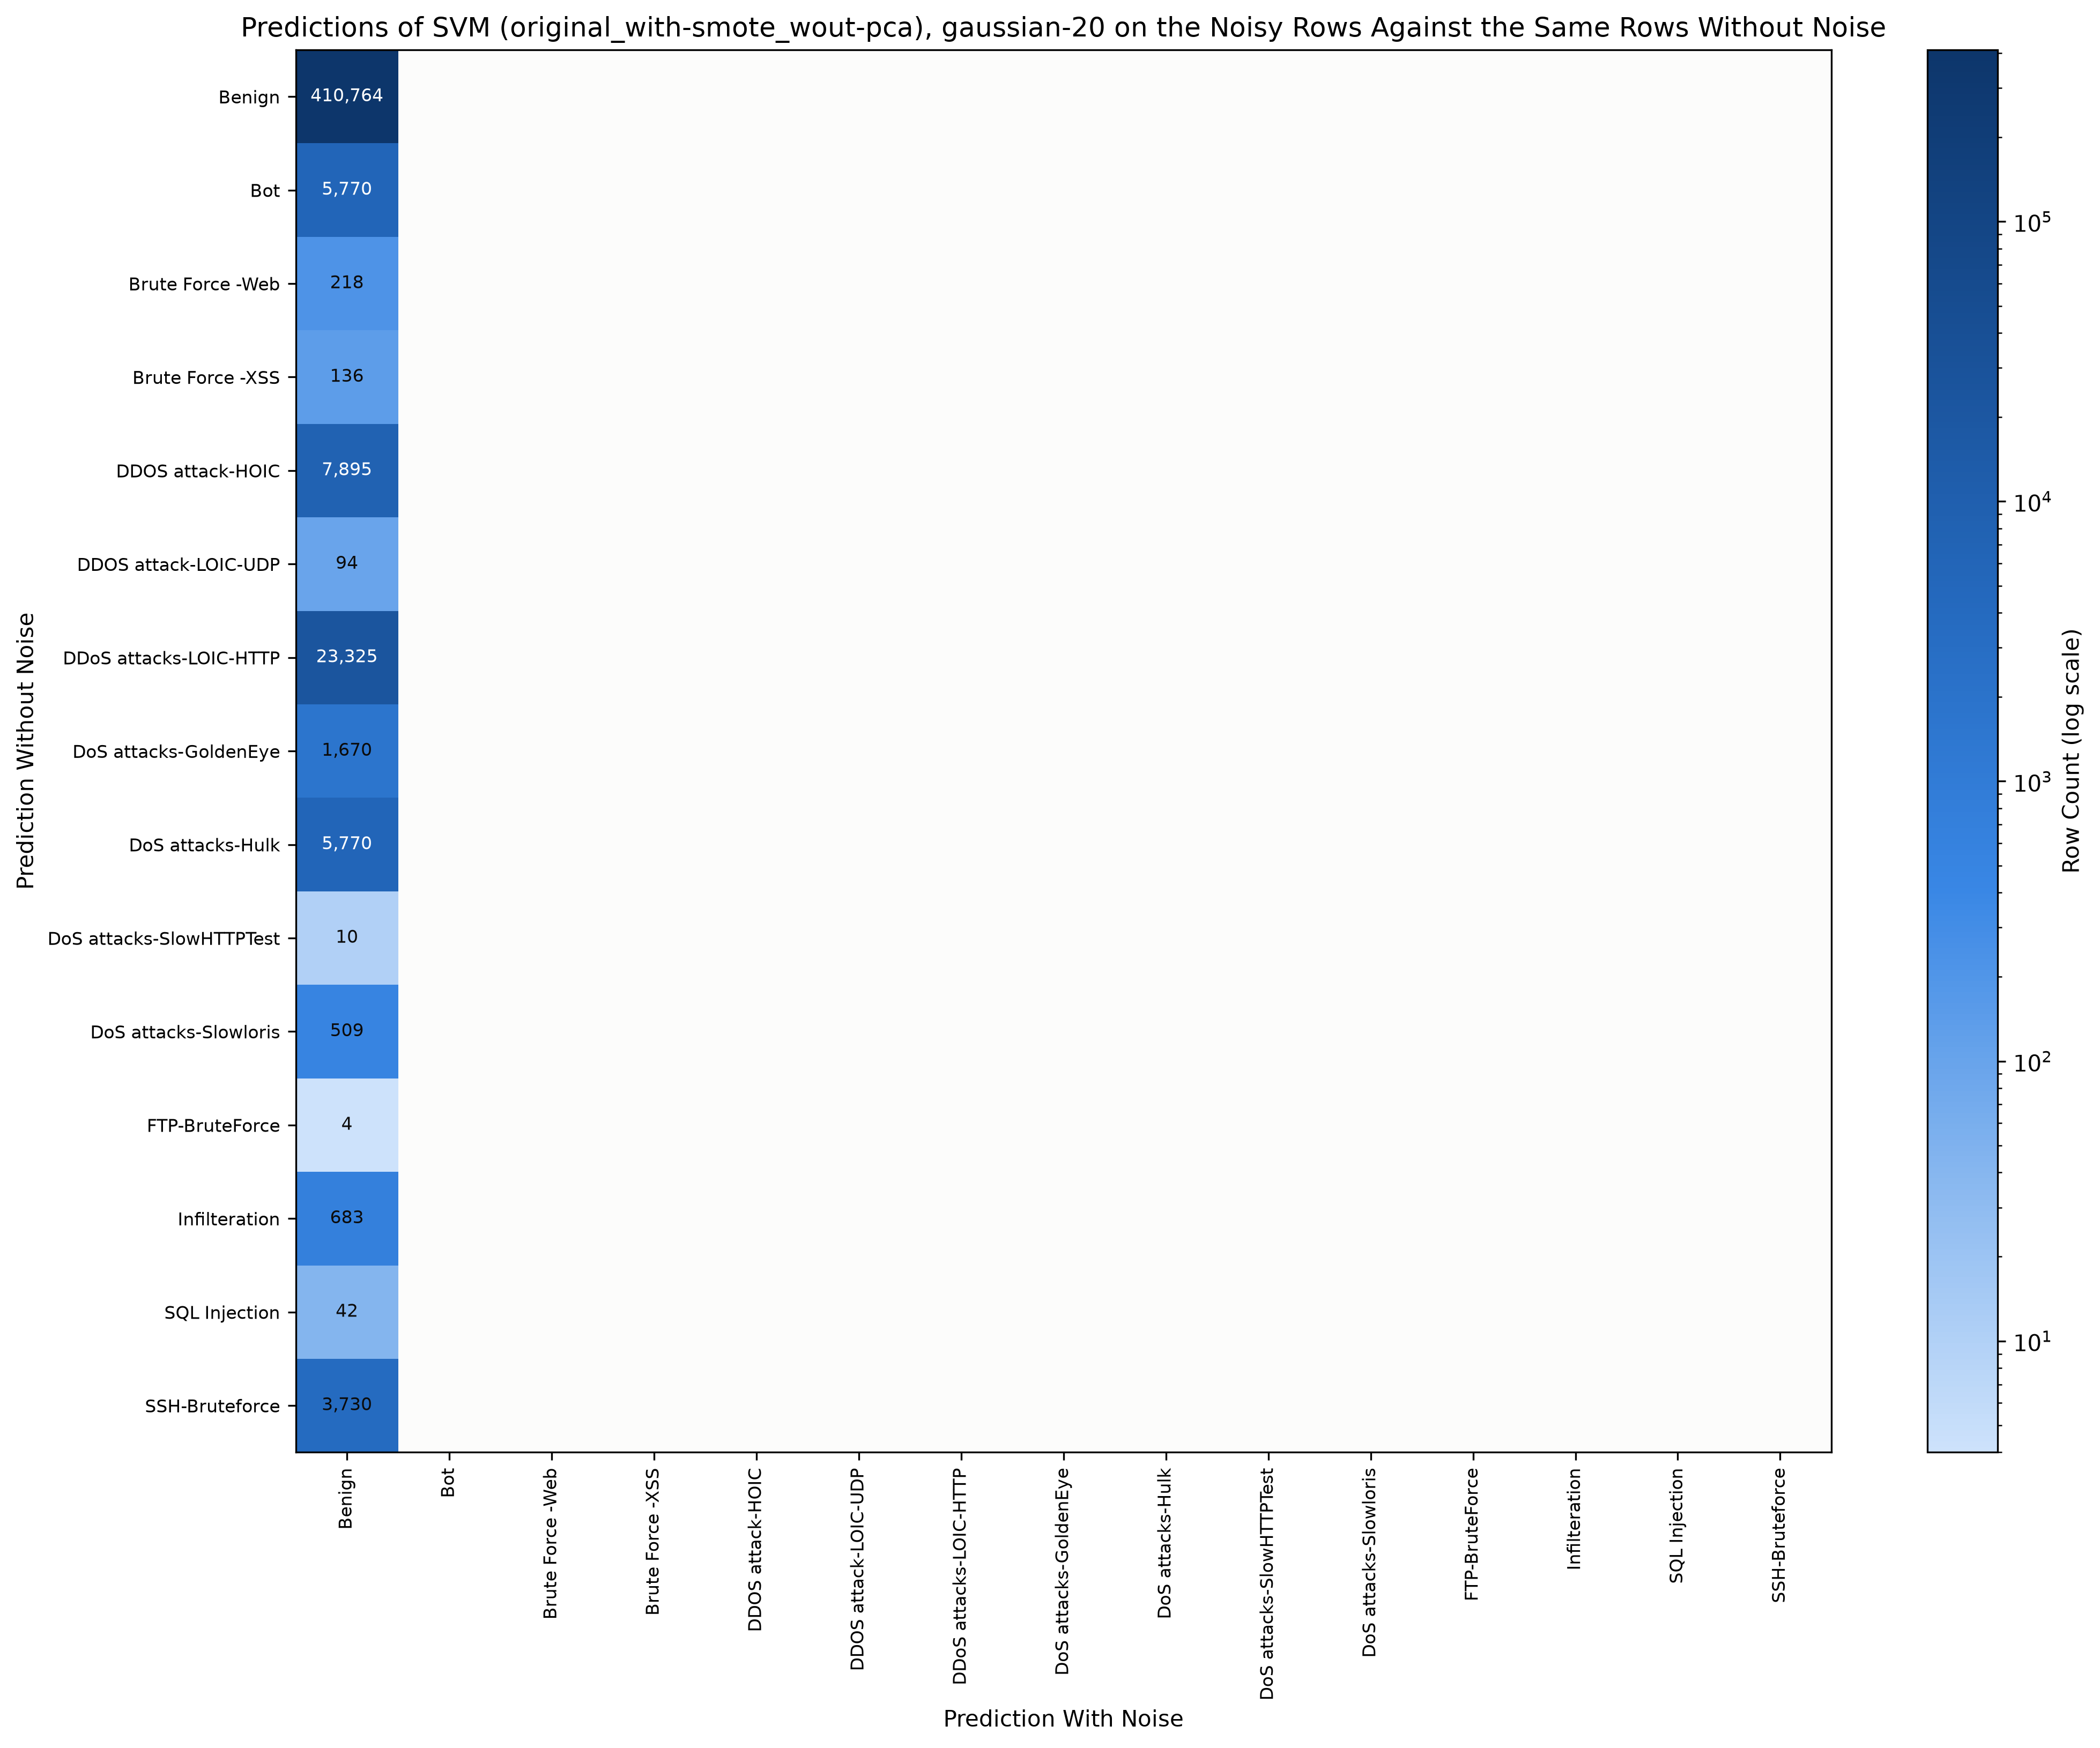 Predictions of SVM (original_with-smote_wout-pca), gaussian-20 on the Noisy Rows Against the Same Rows Without Noise
Prediction Without Noise
Benign 410,764
Bot 5,770
Brute Force -Web 218
Brute Force -XSS 136
DDOS attack-HOIC 7,895
DDOS attack-LOIC-UDP 94
DDoS attacks-LOIC-HTTP 23,325
DoS attacks-GoldenEye 1,670
DoS attacks-Hulk 5,770
DoS attacks-SlowHTTPTest 10
DoS attacks-Slowloris 509
FTP-BruteForce 4
Infilteration 683
SQL Injection 42
SSH-Bruteforce 3,730
Benign
Bot
Brute Force -Web
Brute Force -XSS
DDOS attack-HOIC
DDOS attack-LOIC-UDP
DDoS attacks-LOIC-HTTP
DoS attacks-GoldenEye
DoS attacks-Hulk
DoS attacks-SlowHTTPTest
DoS attacks-Slowloris
FTP-BruteForce
Infilteration
SQL Injection
SSH-Bruteforce
Prediction With Noise
10⁵
10⁴
10³
10²
10¹
Row Count (log scale)